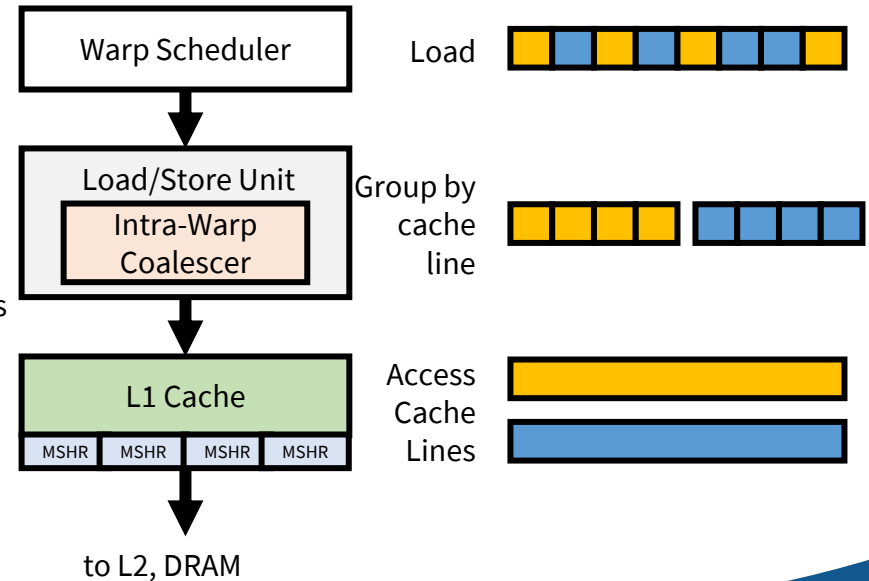 Warp Scheduler
Load
Load/Store Unit
Intra-Warp
Coalescer
Group by
cache
line
s
L1 Cache
MSHR MSHR MSHR MSHR
Access
Cache
Lines
to L2, DRAM